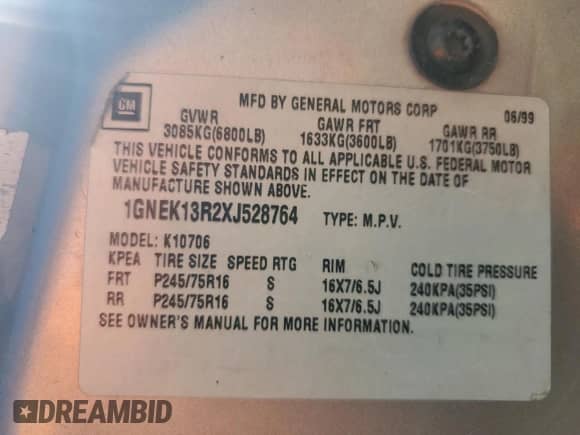 GM
MFD BY GENERAL MOTORS CORP 06/99
GVWR GAWR FRT GAWR RR
3085KG(6800LB) 1633KG(3600LB) 1701KG(3750LB)
THIS VEHICLE CONFORMS TO ALL APPLICABLE U.S. FEDERAL MOTOR
VEHICLE SAFETY STANDARDS IN EFFECT ON THE DATE OF
MANUFACTURE SHOWN ABOVE.
1GNEK13R2XJ528764 TYPE: M.P.V.
MODEL: K10706
KPEA TIRE SIZE SPEED RTG RIM COLD TIRE PRESSURE
FRT P245/75R16 S 16X7/6.5J 240KPA(35PSI)
RR P245/75R16 S 16X7/6.5J 240KPA(35PSI)
SEE OWNER'S MANUAL FOR MORE INFORMATION.
DREAMBID